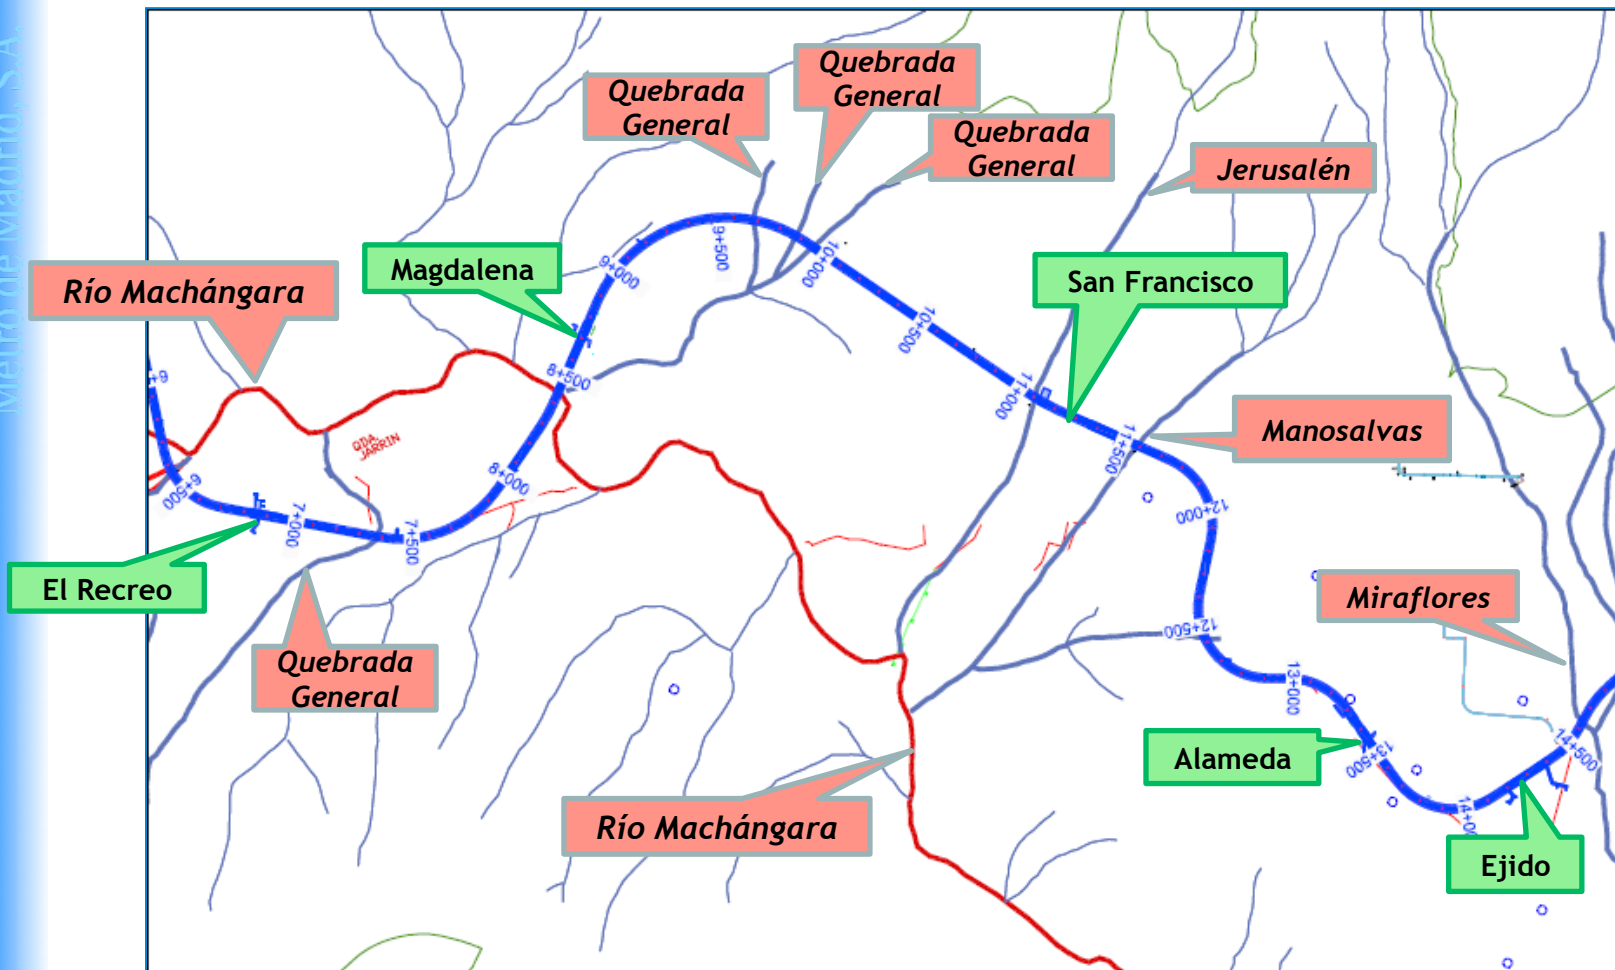 Metro de Madrid, S.A.
Quebrada
General
Quebrada
General
Quebrada
General
Jerusalén
Río Machángara
Magdalena
San Francisco
Manosalvas
El Recreo
Quebrada
General
Río Machángara
Miraflores
Alameda
Ejido
QDA.
JARRIN
6+
6+500
7+000
7+500
8+000
8+500
9+000
9+500
10+000
10+500
11+000
11+500
12+000
12+500
13+000
13+500
14+00
14+500